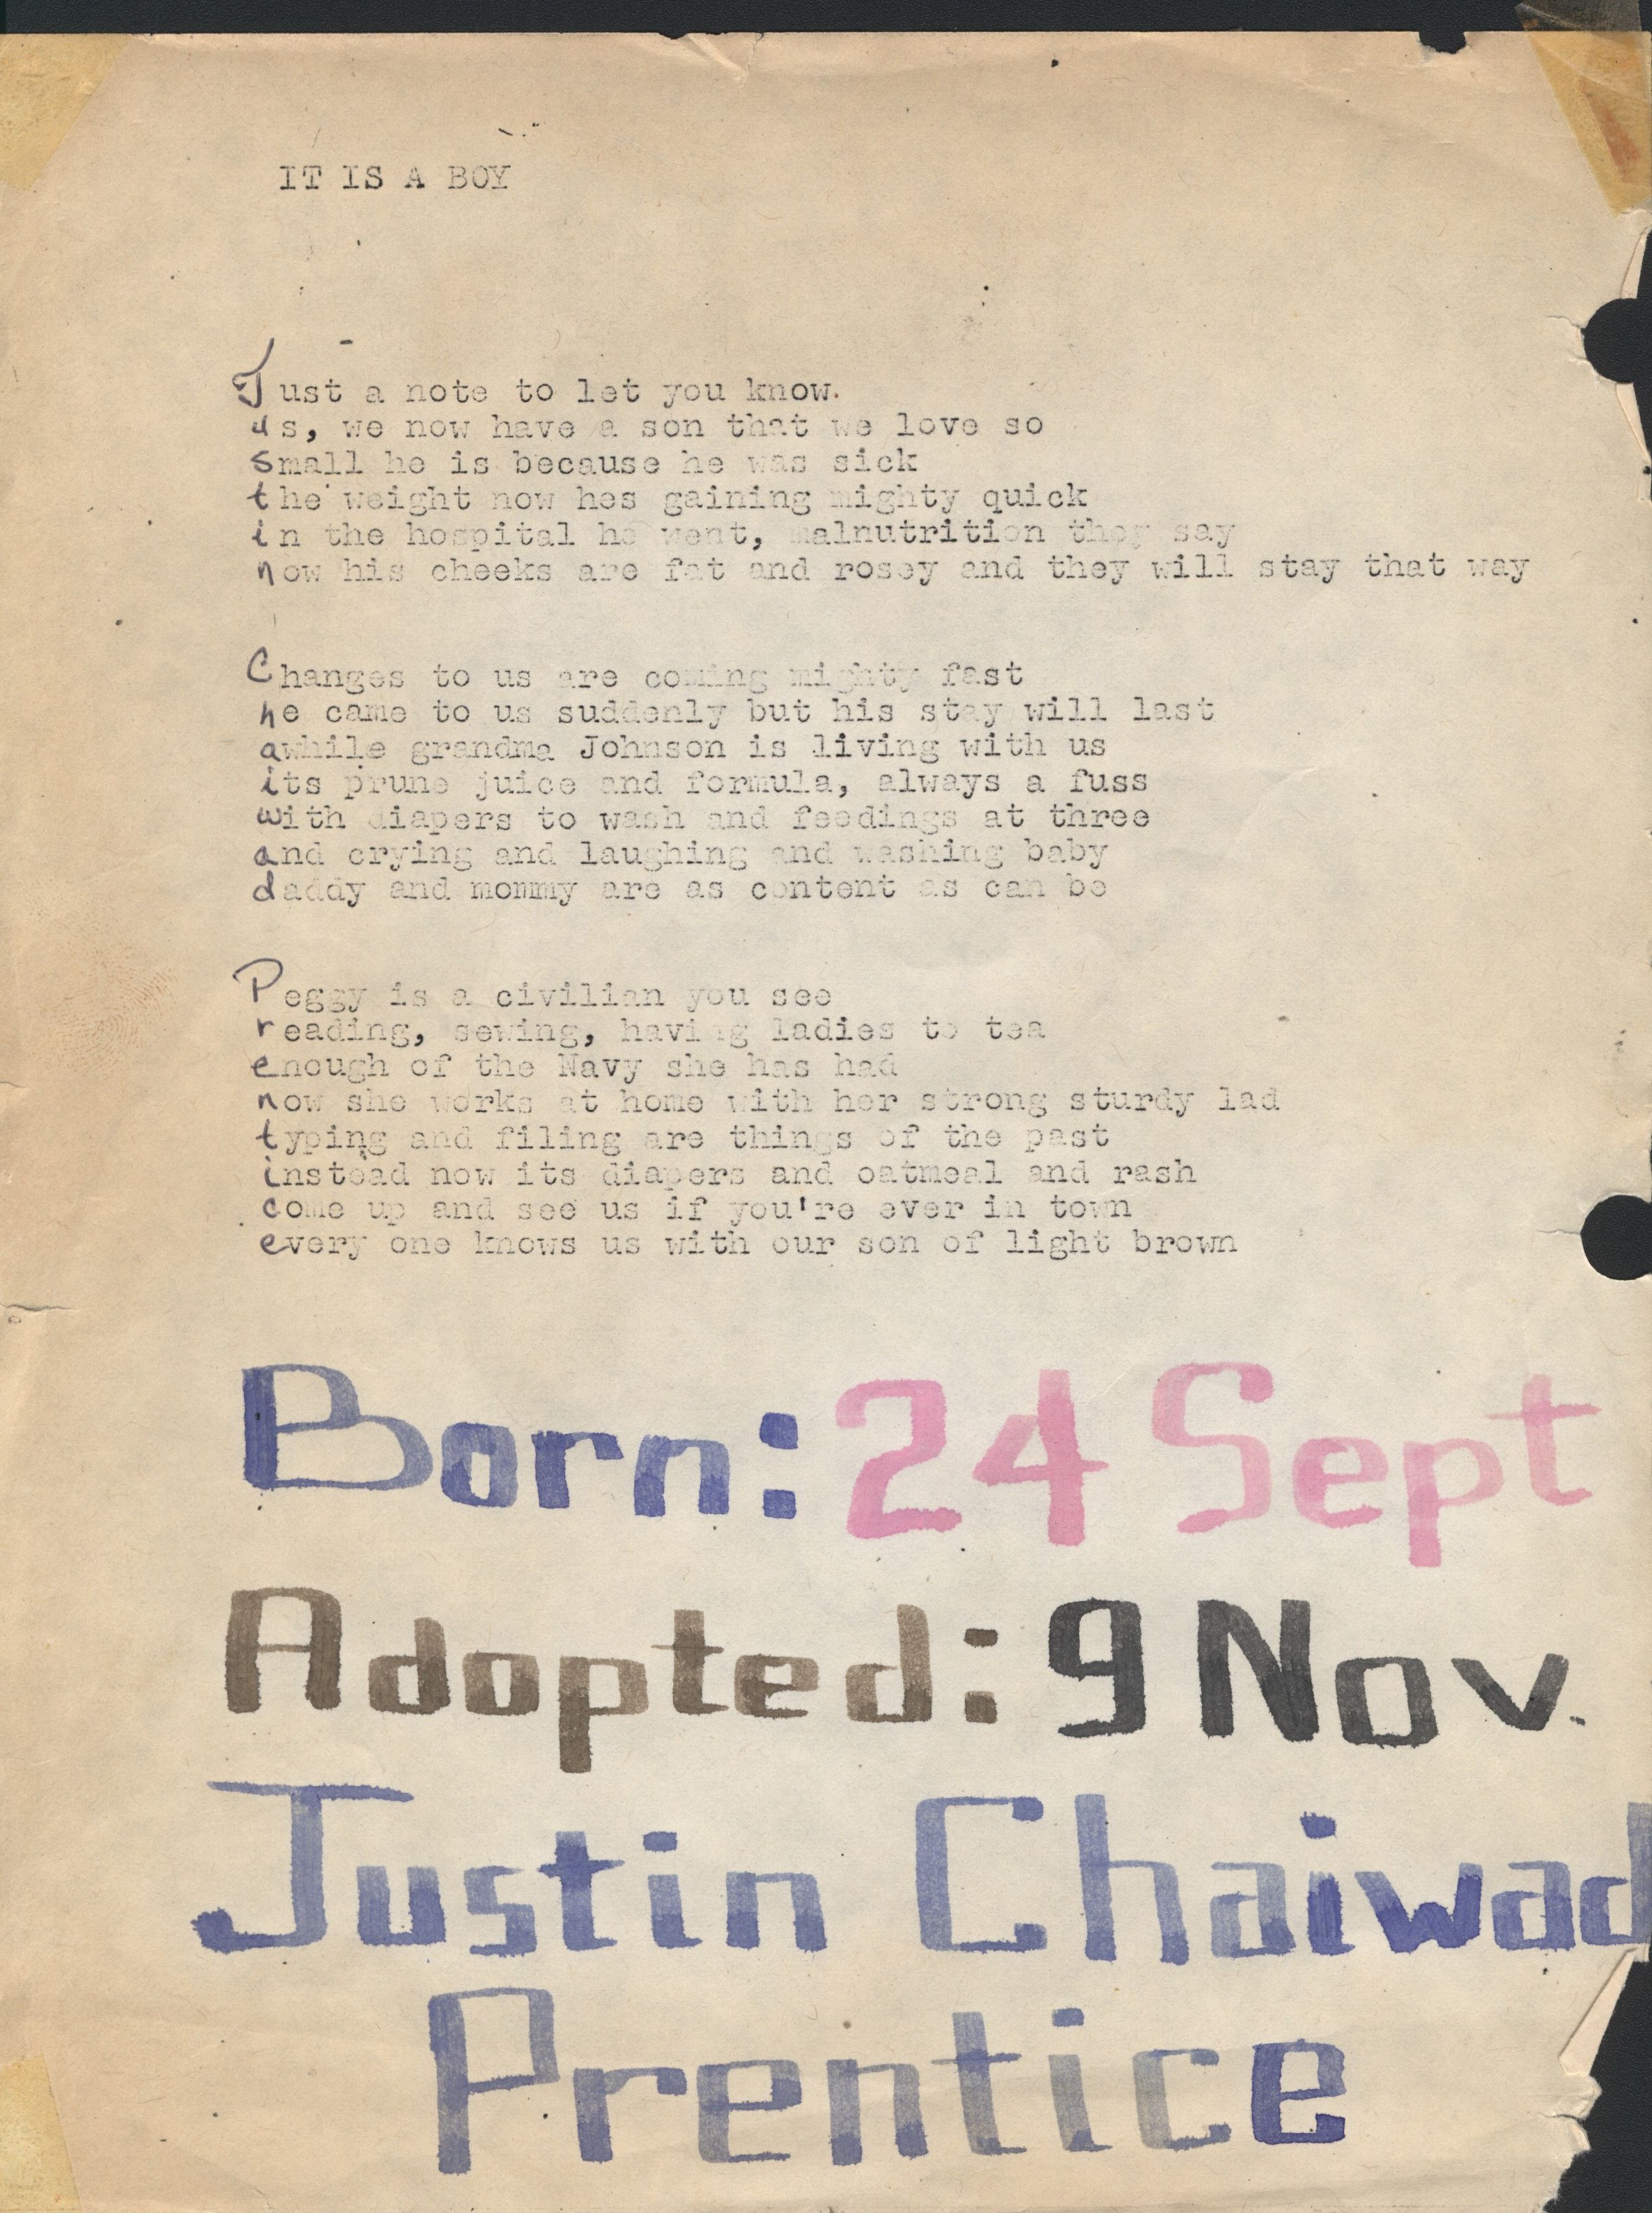 IT IS A BOY
Just a note to let you know.
us, we now have a son that we love so
small he is because he was sick
the weight now hes gaining mighty quick
in the hospital he went, malnutrition they say
now his cheeks are fat and rosey and they will stay that way
Changes to us are coming mighty fast
he came to us suddenly but his stay will last
awhile grandma Johnson is living with us
its prune juice and formula, always a fuss
with diapers to wash and feedings at three
and crying and laughing and washing baby
daddy and mommy are as content as can be
Peggy is a civilian you see
reading, sewing, having ladies to tea
enough of the Navy she has had
now she works at home with her strong sturdy lad
typing and filing are things of the past
instead now its diapers and oatmeal and rash
come up and see us if you're ever in town
every one knows us with our son of light brown
Born: 24 Sept
Adopted: 9 Nov.
Justin Chaiwad
Prentice